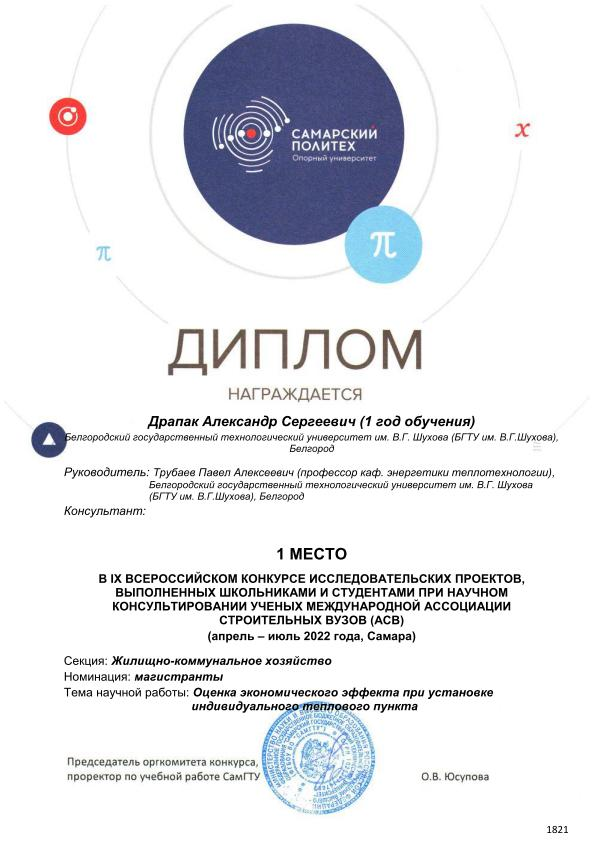 САМАРСКИЙ
ПОЛИТЕХ
Опорный университет
x
π
π
ДИПЛОМ
НАГРАЖДАЕТСЯ
Драпак Александр Сергеевич (1 год обучения)
Белгородский государственный технологический университет им. В.Г. Шухова (БГТУ им. В.Г.Шухова),
Белгород
Руководитель: Трубаев Павел Алексеевич (профессор каф. энергетики теплотехнологии),
Белгородский государственный технологический университет им. В.Г. Шухова
(БГТУ им. В.Г.Шухова), Белгород
Консультант:
1 МЕСТО
В IX ВСЕРОССИЙСКОМ КОНКУРСЕ ИССЛЕДОВАТЕЛЬСКИХ ПРОЕКТОВ,
ВЫПОЛНЕННЫХ ШКОЛЬНИКАМИ И СТУДЕНТАМИ ПРИ НАУЧНОМ
КОНСУЛЬТИРОВАНИИ УЧЕНЫХ МЕЖДУНАРОДНОЙ АССОЦИАЦИИ
СТРОИТЕЛЬНЫХ ВУЗОВ (АСВ)
(апрель – июль 2022 года, Самара)
Секция: Жилищно-коммунальное хозяйство
Номинация: магистранты
Тема научной работы: Оценка экономического эффекта при установке
индивидуального теплового пункта
Председатель оргкомитета конкурса,
проректор по учебной работе СамГТУ
О.В. Юсупова
1821